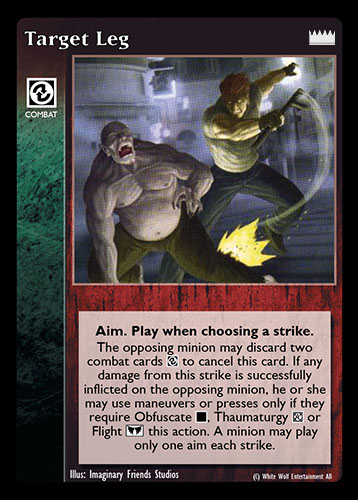 Target Leg
COMBAT
Aim. Play when choosing a strike.
The opposing minion may discard two
combat cards to cancel this card. If any
damage from this strike is successfully
inflicted on the opposing minion, he or she
may use maneuvers or presses only if they
require Obfuscate, Thaumaturgy or
Flight this action. A minion may play
only one aim each strike.
Illus: Imaginary Friends Studios
(C) White Wolf Entertainment AB